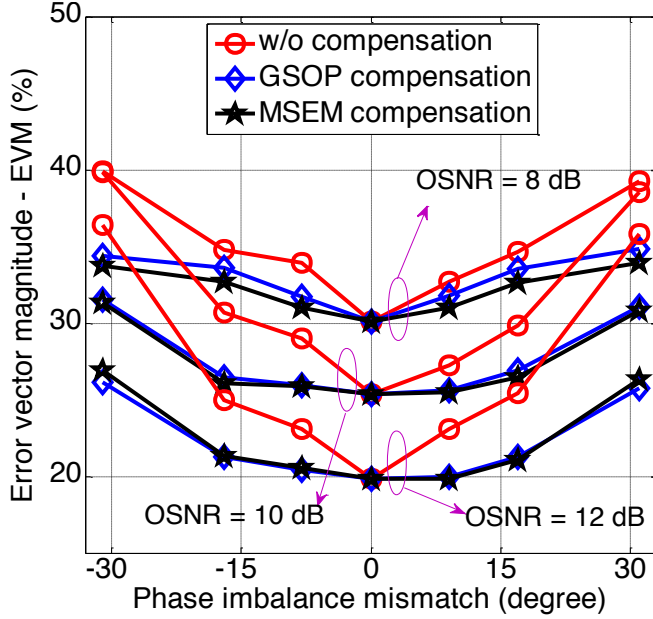 Error vector magnitude - EVM (%)
50
40
30
20
w/o compensation
GSOP compensation
MSEM compensation
OSNR = 8 dB
OSNR = 10 dB
OSNR = 12 dB
-30
-15
0
15
30
Phase imbalance mismatch (degree)